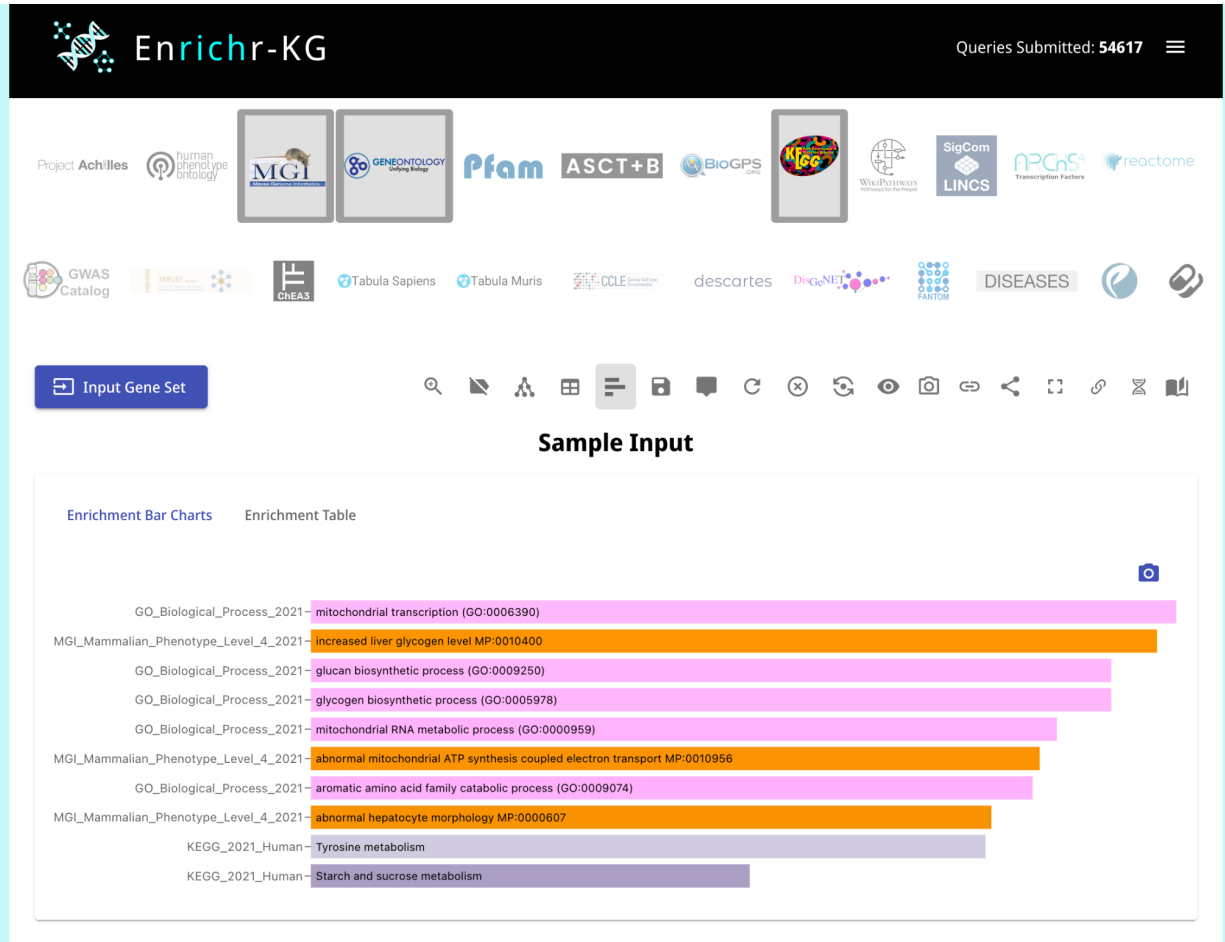 Enrichr-KG
Queries Submitted: 54617
Project Achilles
human
phenotype
ontology
MGI
Mouse Genome Informatics
GENEONTOLOGY
Unifying Biology
Pfam
ASCT+B
BIOGPS
.ORG
KEGG
WIKIPATHWAYS
Pathways for the People
SigCom
LINCS
Transcription Factors
reactome
GWAS
Catalog
TRRUST
ChEA3
Tabula Sapiens
Tabula Muris
CCLE
descartes
DisGeNET
FANTOM
DISEASES
Input Gene Set
Sample Input
Enrichment Bar Charts
Enrichment Table
GO_Biological_Process_2021 mitochondrial transcription (GO:0006390)
MGI_Mammalian_Phenotype_Level_4_2021 increased liver glycogen level MP:0010400
GO_Biological_Process_2021 glucan biosynthetic process (GO:0009250)
GO_Biological_Process_2021 glycogen biosynthetic process (GO:0005978)
GO_Biological_Process_2021 mitochondrial RNA metabolic process (GO:0000959)
MGI_Mammalian_Phenotype_Level_4_2021 abnormal mitochondrial ATP synthesis coupled electron transport MP:0010956
GO_Biological_Process_2021 aromatic amino acid family catabolic process (GO:0009074)
MGI_Mammalian_Phenotype_Level_4_2021 abnormal hepatocyte morphology MP:0000607
KEGG_2021_Human Tyrosine metabolism
KEGG_2021_Human Starch and sucrose metabolism